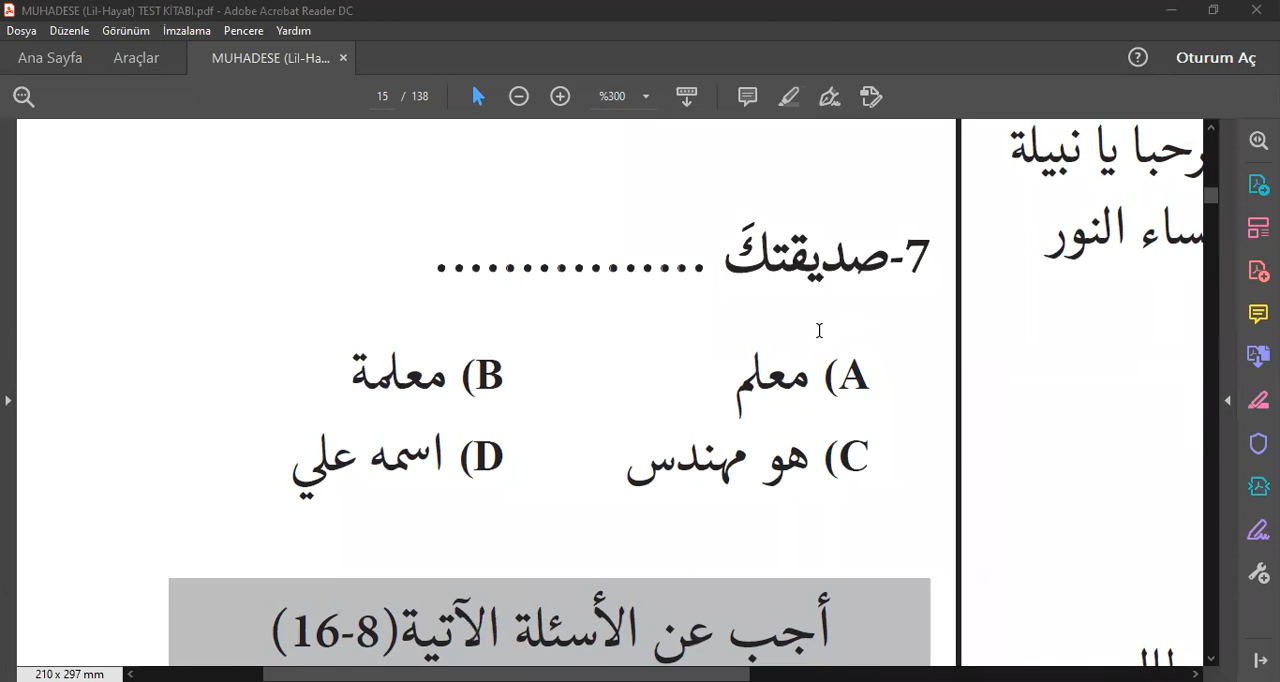 MUHADESE (Lil-Hayat) TEST KİTABI.pdf - Adobe Acrobat Reader DC
Dosya Düzenle Görünüm İmzalama Pencere Yardım
Ana Sayfa Araçlar MUHADESE (Lil-Ha... × ? Oturum Aç
15 / 138 %300
رحبا يا نبيلة
ساء النور
7-صديقتكَ ................
A) معلم
B) معلمة
C) هو مهندس
D) اسمه علي
أجب عن الأسئلة الآتية(8-16)
210 x 297 mm